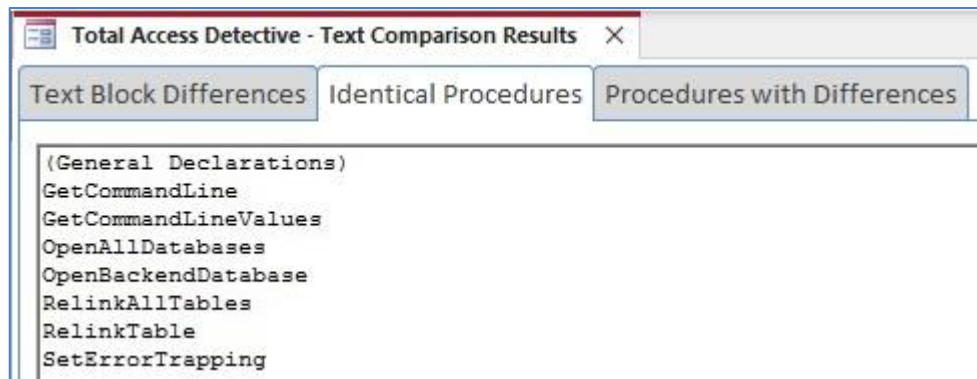 Total Access Detective - Text Comparison Results
Text Block Differences Identical Procedures Procedures with Differences
(General Declarations)
GetCommandLine
GetCommandLineValues
OpenAllDatabases
OpenBackendDatabase
RelinkAllTables
RelinkTable
SetErrorTrapping